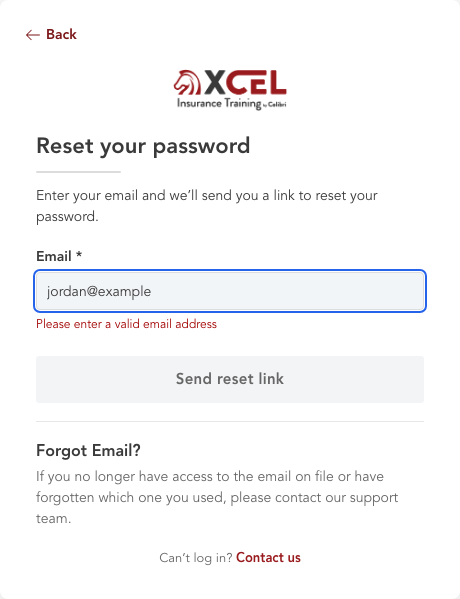 Back
XCEL
Insurance Training by Colibri
Reset your password
Enter your email and we’ll send you a link to reset your
password.
Email *
jordan@example
Please enter a valid email address
Send reset link
Forgot Email?
If you no longer have access to the email on file or have
forgotten which one you used, please contact our support
team.
Can’t log in? Contact us